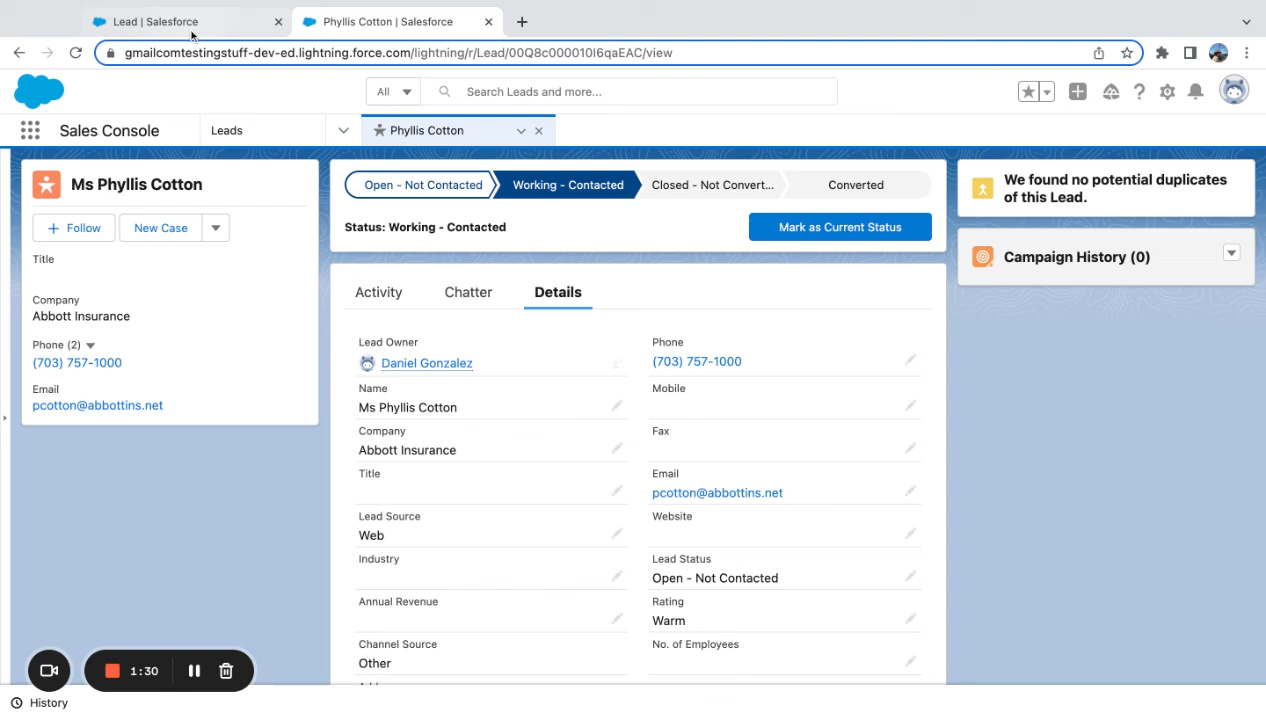 Lead | Salesforce
Phyllis Cotton | Salesforce
gmailcomtestingstuff-dev-ed.lightning.force.com/lightning/r/Lead/00Q8c000010I6qaEAC/view
All
Search Leads and more...
Sales Console
Leads
Phyllis Cotton
Ms Phyllis Cotton
Follow
New Case
Title
Company
Abbott Insurance
Phone (2)
(703) 757-1000
Email
pcotton@abbottins.net
Open - Not Contacted
Working - Contacted
Closed - Not Convert...
Converted
Status: Working - Contacted
Mark as Current Status
Activity
Chatter
Details
Lead Owner
Daniel Gonzalez
Name
Ms Phyllis Cotton
Company
Abbott Insurance
Title
Lead Source
Web
Industry
Annual Revenue
Channel Source
Other
Phone
(703) 757-1000
Mobile
Fax
Email
pcotton@abbottins.net
Website
Lead Status
Open - Not Contacted
Rating
Warm
No. of Employees
We found no potential duplicates
of this Lead.
Campaign History (0)
1:30
History